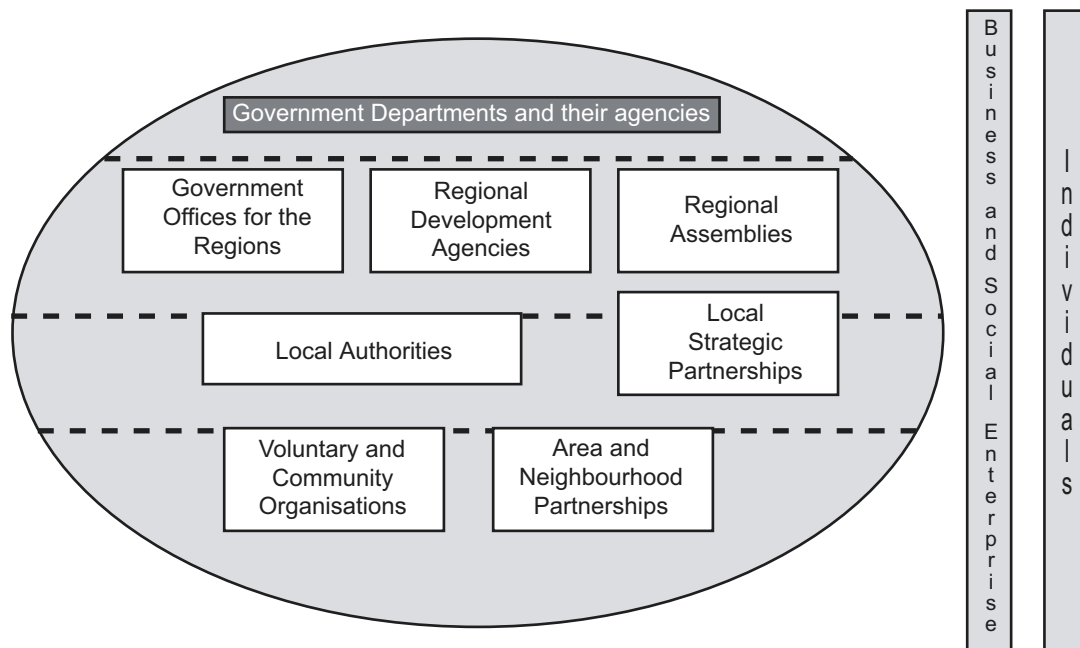 Government Departments and their agencies
Government
Offices for the
Regions
Regional
Development
Agencies
Regional
Assemblies
Local Authorities
Local
Strategic
Partnerships
Voluntary and
Community
Organisations
Area and
Neighbourhood
Partnerships
Business and Social Enterprise
Individuals